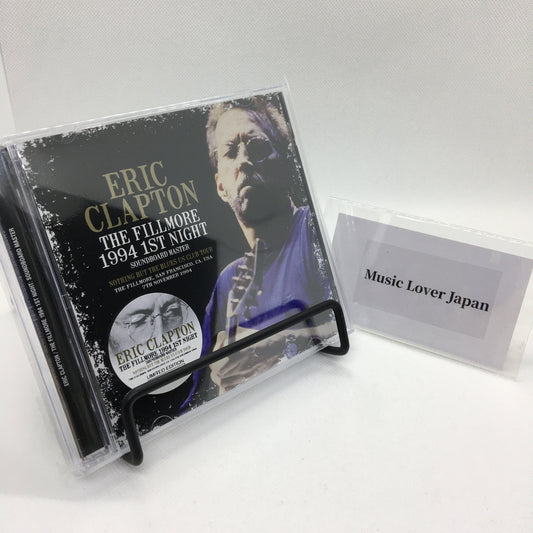 ERIC
CLAPTON
THE FILLMORE
1994 1ST NIGHT
SOUNDBOARD MASTER
NOTHING BUT THE BLUES US CLUB TOUR
THE FILLMORE, SAN FRANCISCO, CA, USA
7TH NOVEMBER 1994
ERIC CLAPTON
THE FILLMORE 1994 1ST NIGHT
LIMITED EDITION
ERIC CLAPTON THE FILLMORE 1994 1ST NIGHT: SOUNDBOARD MASTER
Music Lover Japan